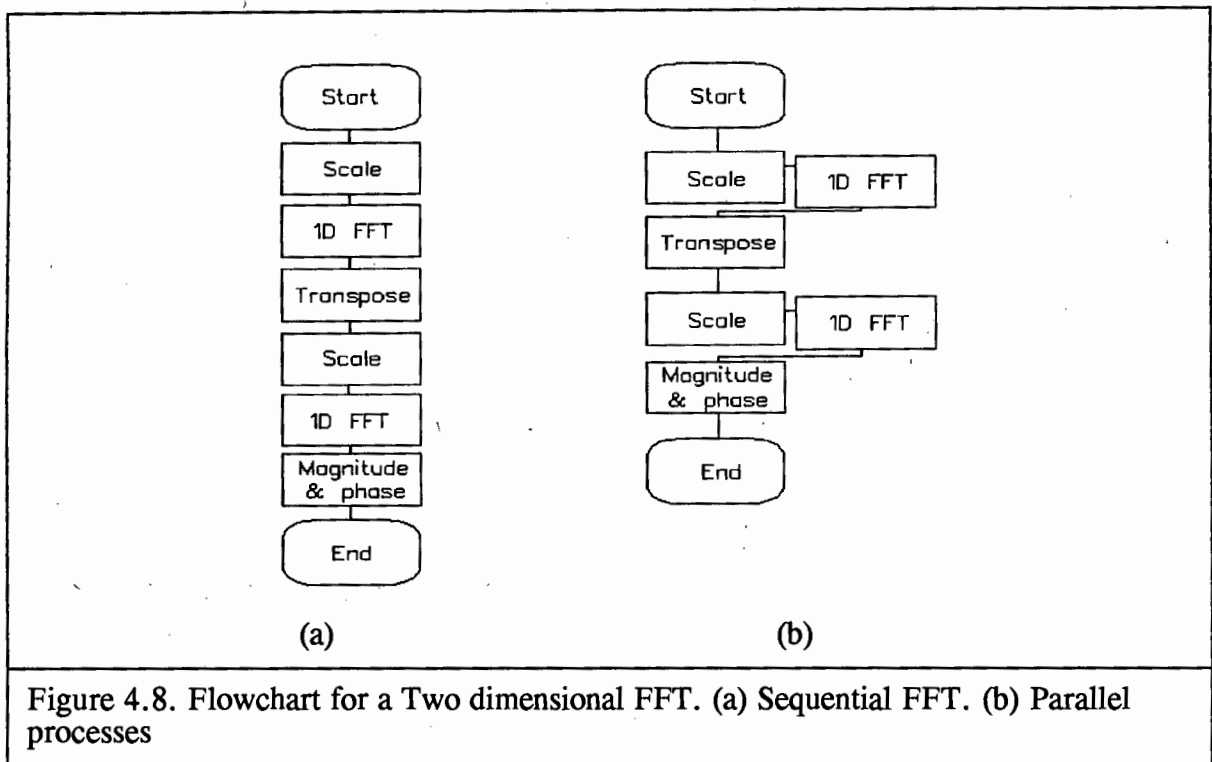 Start
Scale
1D FFT
Transpose
Scale
1D FFT
Magnitude
& phase
End
(a)
Start
Scale
1D FFT
Transpose
Scale
1D FFT
Magnitude
& phase
End
(b)
Figure 4.8. Flowchart for a Two dimensional FFT. (a) Sequential FFT. (b) Parallel
processes